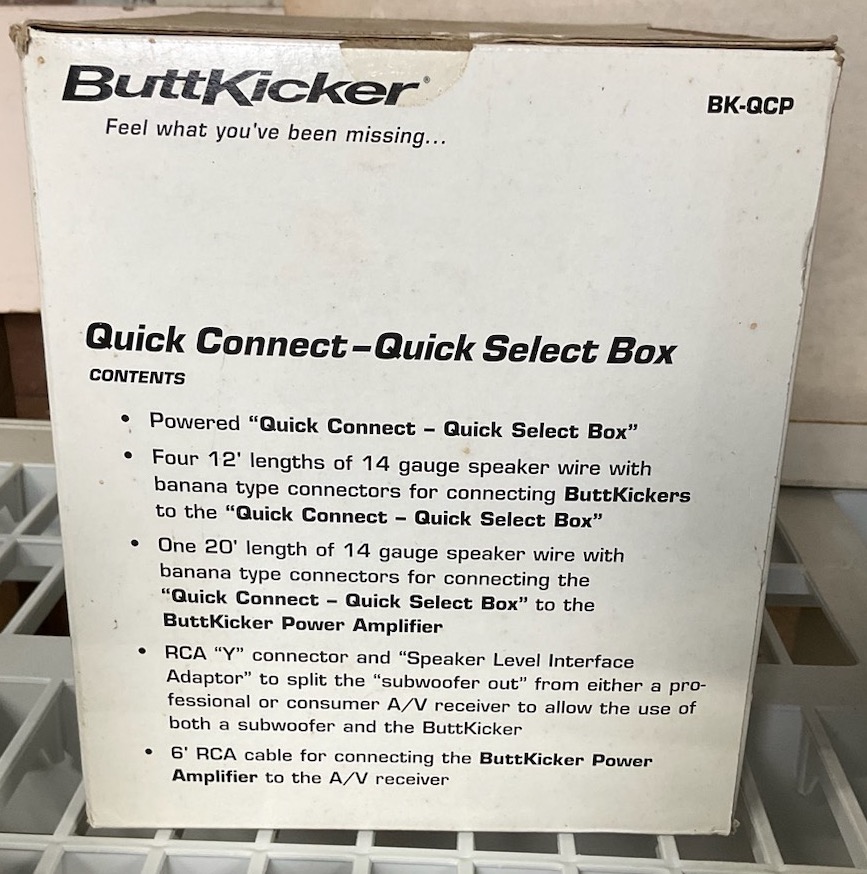 ButtKicker®
BK-QCP
Feel what you've been missing...
Quick Connect–Quick Select Box
CONTENTS
• Powered “Quick Connect – Quick Select Box”
• Four 12' lengths of 14 gauge speaker wire with
banana type connectors for connecting ButtKickers
to the “Quick Connect – Quick Select Box”
• One 20' length of 14 gauge speaker wire with
banana type connectors for connecting the
“Quick Connect – Quick Select Box” to the
ButtKicker Power Amplifier
• RCA “Y” connector and “Speaker Level Interface
Adaptor” to split the “subwoofer out” from either a pro-
fessional or consumer A/V receiver to allow the use of
both a subwoofer and the ButtKicker
• 6' RCA cable for connecting the ButtKicker Power
Amplifier to the A/V receiver